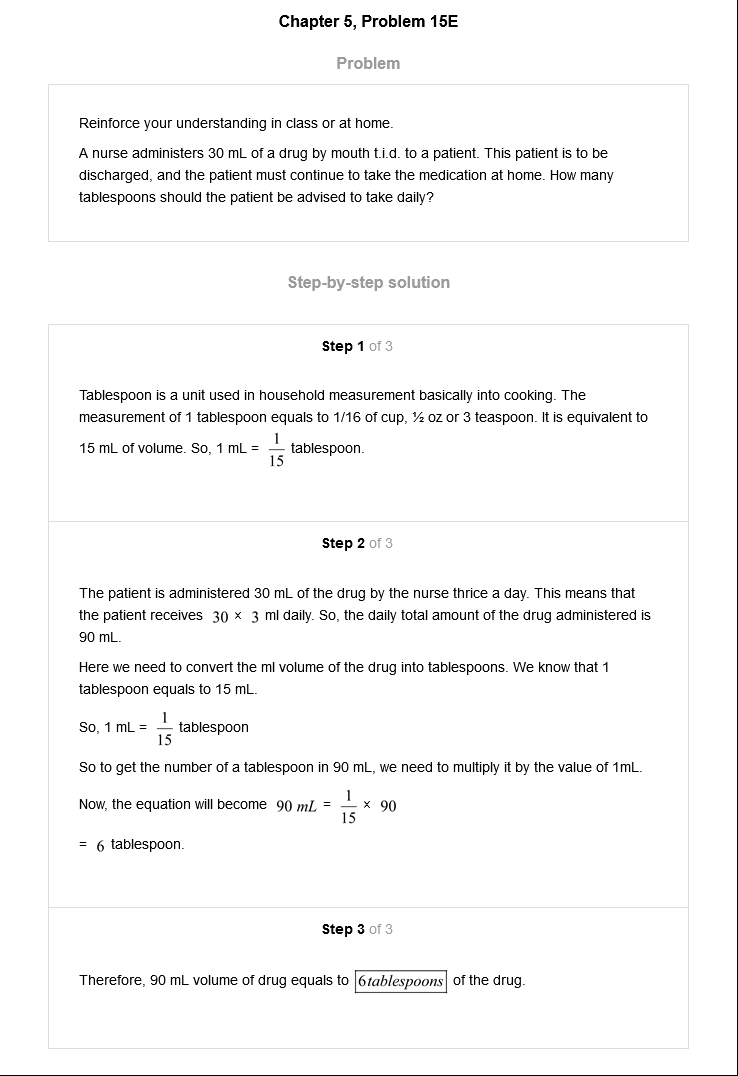 Chapter 5, Problem 15E
Problem
Reinforce your understanding in class or at home.
A nurse administers 30 mL of a drug by mouth t.i.d. to a patient. This patient is to be
discharged, and the patient must continue to take the medication at home. How many
tablespoons should the patient be advised to take daily?
Step-by-step solution
Step 1 of 3
Tablespoon is a unit used in household measurement basically into cooking. The
measurement of 1 tablespoon equals to 1/16 of cup, ½ oz or 3 teaspoon. It is equivalent to
15 mL of volume. So, 1 mL = 1/15 tablespoon.
Step 2 of 3
The patient is administered 30 mL of the drug by the nurse thrice a day. This means that
the patient receives 30 × 3 ml daily. So, the daily total amount of the drug administered is
90 mL.
Here we need to convert the ml volume of the drug into tablespoons. We know that 1
tablespoon equals to 15 mL.
So, 1 mL = 1/15 tablespoon
So to get the number of a tablespoon in 90 mL, we need to multiply it by the value of 1mL.
Now, the equation will become 90 mL = 1/15 × 90
= 6 tablespoon.
Step 3 of 3
Therefore, 90 mL volume of drug equals to 6tablespoons of the drug.